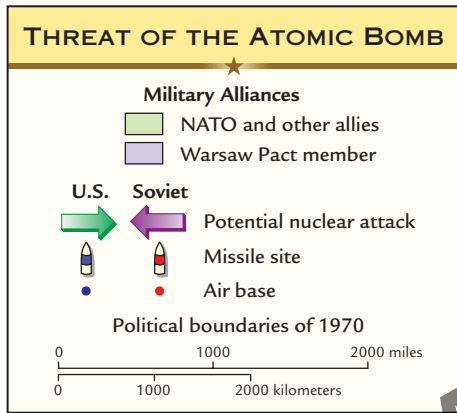 THREAT OF THE ATOMIC BOMB
Military Alliances
NATO and other allies
Warsaw Pact member
U.S. Soviet
Potential nuclear attack
Missile site
Air base
Political boundaries of 1970
0 1000 2000 miles
0 1000 2000 kilometers